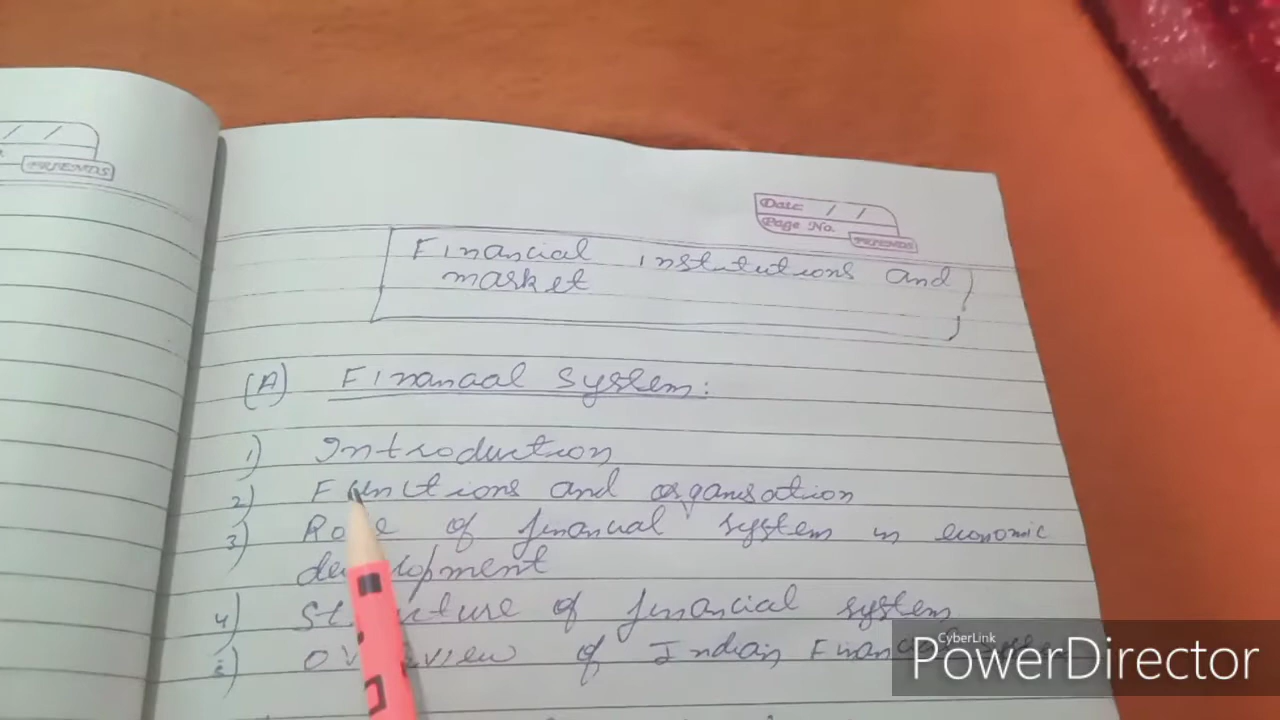 FRIENDS
Date / /
Page No.
FRIENDS
Financial institutions and
market
(A) Financial System:
1) Introduction
2) Functions and organisation
3) Role of financial system in economic
development
4) Structure of financial system
5) Overview of Indian Financial
CyberLink
PowerDirector